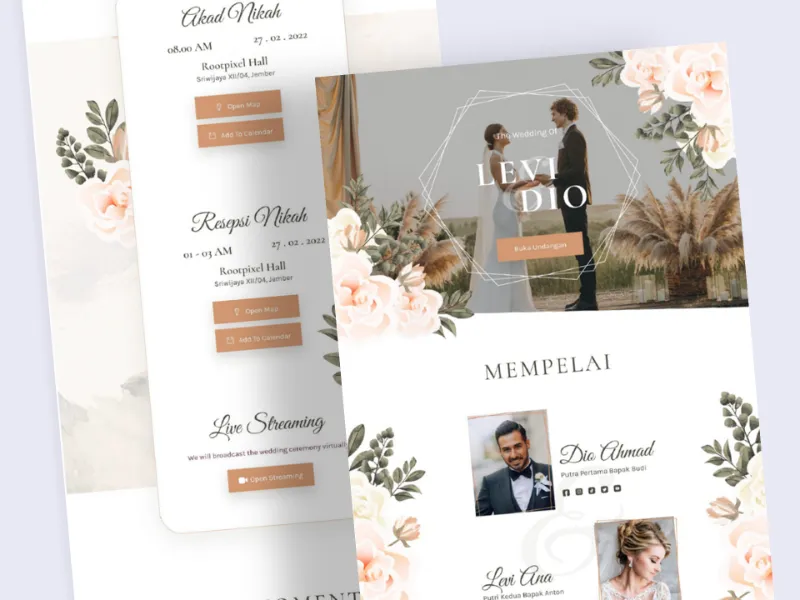 Akad Nikah
08.00 AM
27 . 02 . 2022
Rootpixel Hall
Sriwijaya XII/04, Jember
Open Map
Add To Calendar
Resepsi Nikah
01 - 03 AM
27 . 02 . 2022
Rootpixel Hall
Sriwijaya XII/04, Jember
Open Map
Add To Calendar
Live Streaming
We will broadcast the wedding ceremony virtually
Open Streaming
The Wedding Of
LEVI
DIO
Buka Undangan
MEMPELAI
Dio Ahmad
Putra Pertama Bapak Budi
&
Levi Ana
Putri Kedua Bapak Anton